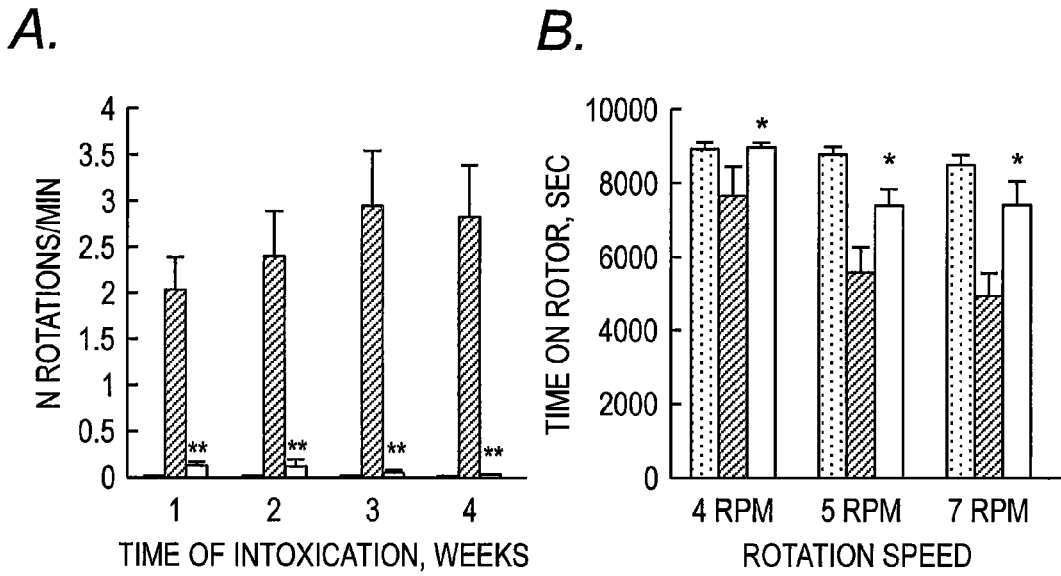 A.
4
3.5
3
2.5
2
1.5
1
0.5
0
N ROTATIONS/MIN
**
**
**
**
1 2 3 4
TIME OF INTOXICATION, WEEKS
B.
10000
8000
6000
4000
2000
0
TIME ON ROTOR, SEC
*
*
*
4 RPM 5 RPM 7 RPM
ROTATION SPEED